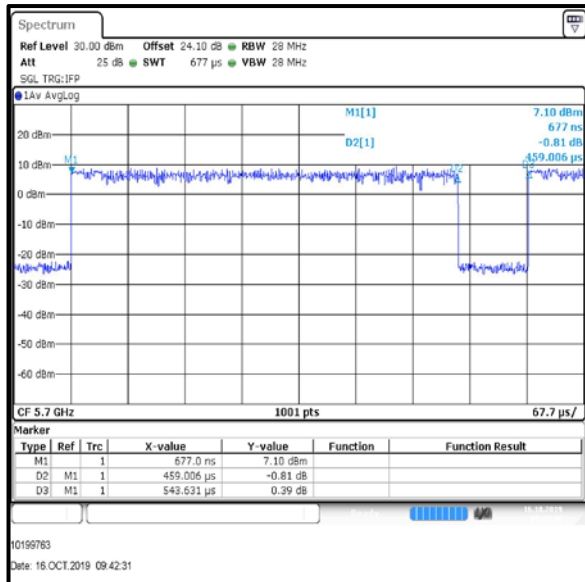 Spectrum
Ref Level 30.00 dBm Offset 24.10 dB RBW 28 MHz
Att 25 dB SWT 677 µs VBW 28 MHz
SGL TRG:IFP
1Av AvgLog
M1[1] 7.10 dBm
677 ns
20 dBm
D2[1] -0.81 dB
459.006 µs
10 dBm
M1
0 dBm
-10 dBm
-20 dBm
-30 dBm
-40 dBm
-50 dBm
-60 dBm
CF 5.7 GHz 1001 pts 67.7 µs/
Marker
Type Ref Trc X-value Y-value Function Function Result
M1 1 677.0 ns 7.10 dBm
D2 M1 1 459.006 µs -0.81 dB
D3 M1 1 543.631 µs 0.39 dB
10199763
Date: 16.OCT.2019 09:42:31